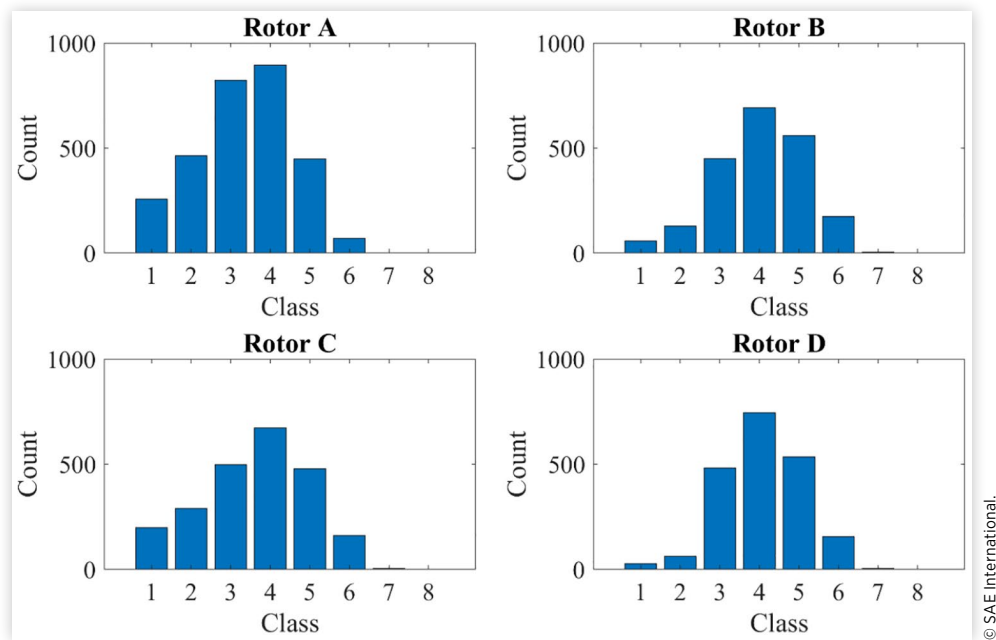 Rotor A
1000
500
0
Count
1 2 3 4 5 6 7 8
Class
Rotor B
1000
500
0
Count
1 2 3 4 5 6 7 8
Class
Rotor C
1000
500
0
Count
1 2 3 4 5 6 7 8
Class
Rotor D
1000
500
0
Count
1 2 3 4 5 6 7 8
Class
© SAE International.